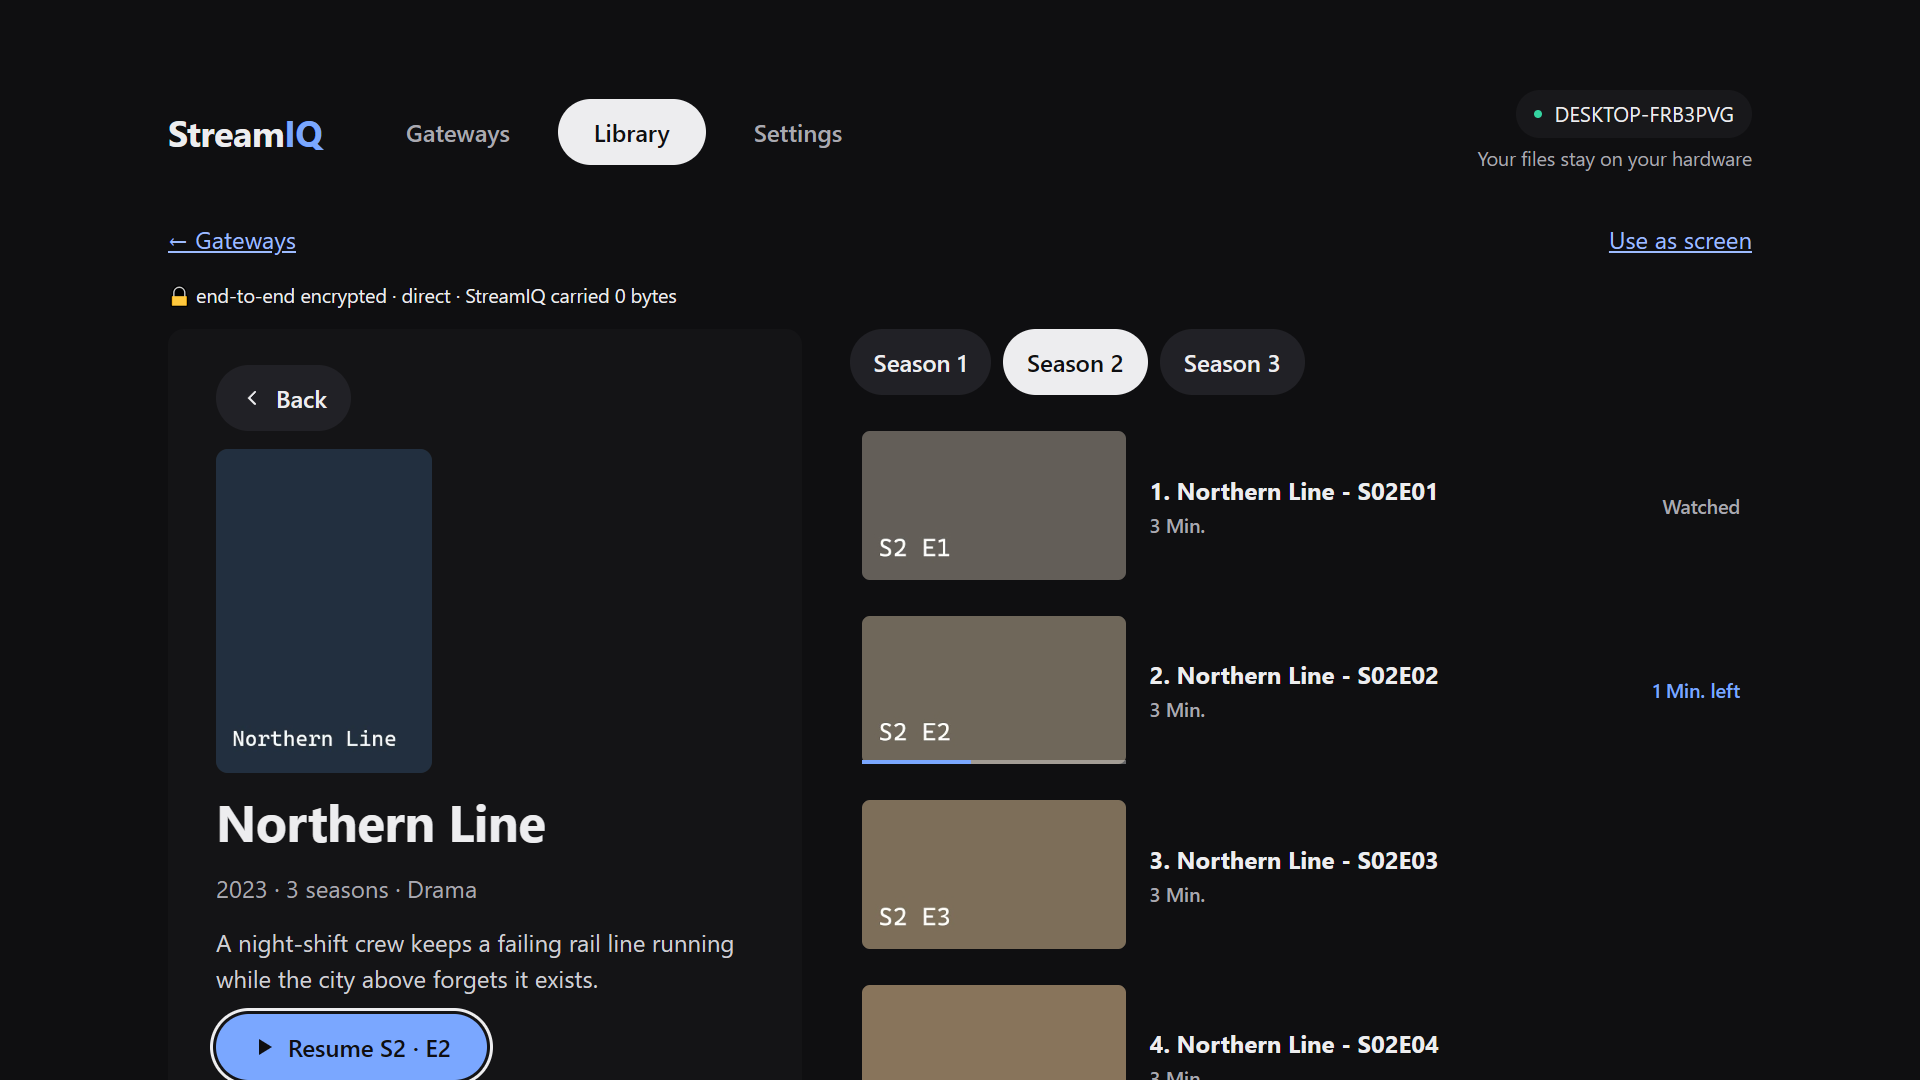 StreamIQ
Gateways
Library
Settings
DESKTOP-FRB3PVG
Your files stay on your hardware
← Gateways
Use as screen
🔒 end-to-end encrypted · direct · StreamIQ carried 0 bytes
Back
Northern Line
Northern Line
2023 · 3 seasons · Drama
A night-shift crew keeps a failing rail line running
while the city above forgets it exists.
Resume S2 · E2
Season 1
Season 2
Season 3
S2 E1
1. Northern Line - S02E01
3 Min.
Watched
S2 E2
2. Northern Line - S02E02
3 Min.
1 Min. left
S2 E3
3. Northern Line - S02E03
3 Min.
4. Northern Line - S02E04
3 Min.